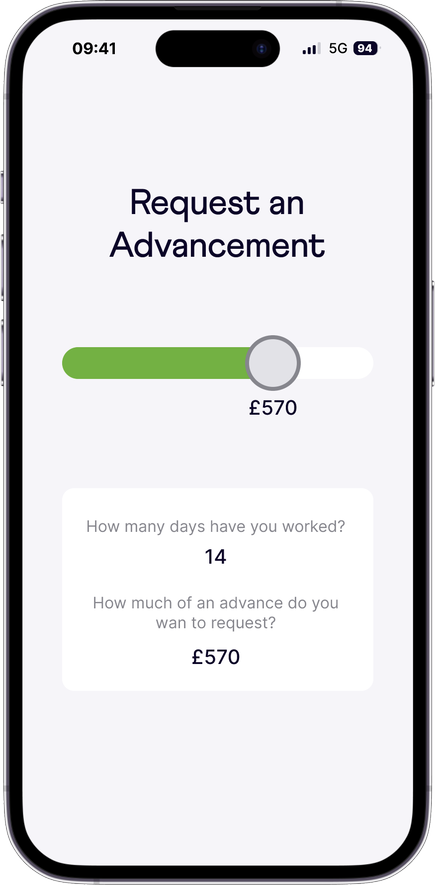 09:41 5G 94
Request an
Advancement
£570
How many days have you worked?
14
How much of an advance do you
wan to request?
£570